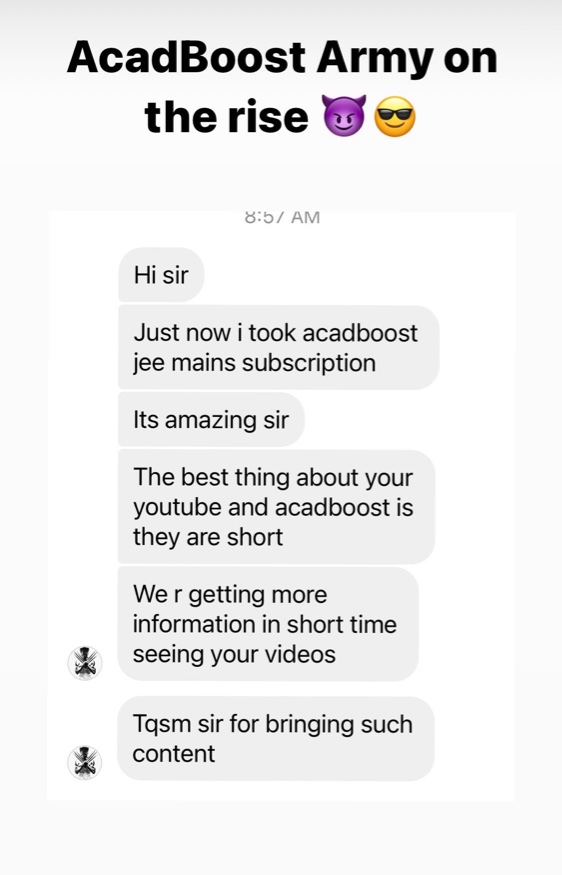 AcadBoost Army on
the rise 😈😎
8:57 AM
Hi sir
Just now i took acadboost
jee mains subscription
Its amazing sir
The best thing about your
youtube and acadboost is
they are short
We r getting more
information in short time
seeing your videos
Tqsm sir for bringing such
content